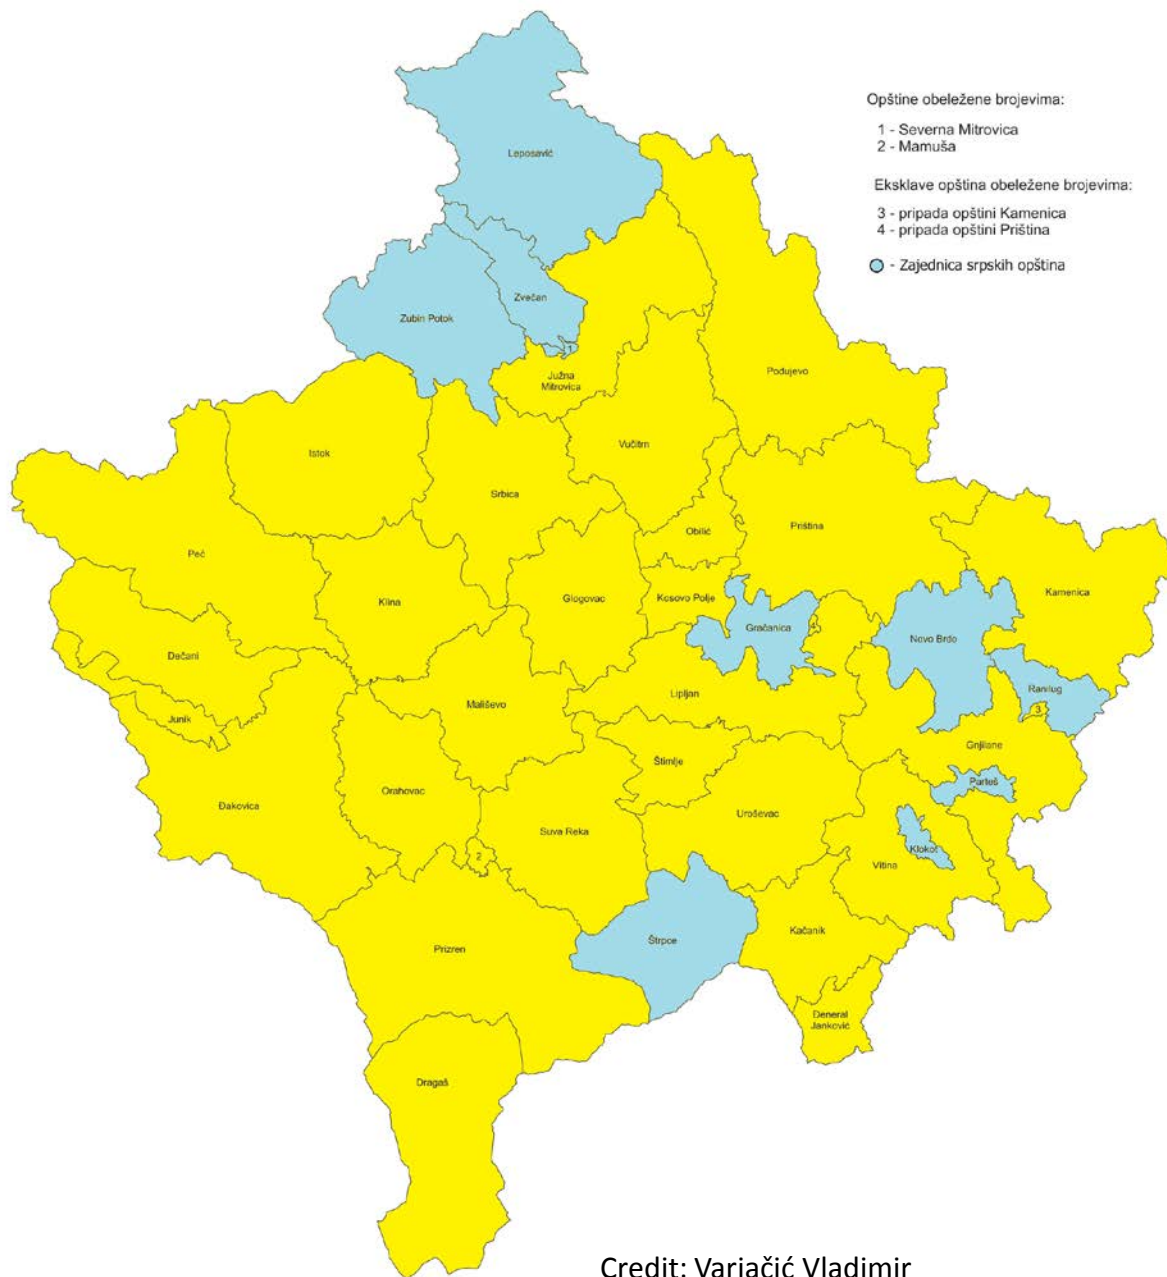 Opštine obeležene brojevima:
1 - Severna Mitrovica
2 - Mamuša
Eksklave opština obeležene brojevima:
3 - pripada opštini Kamenica
4 - pripada opštini Priština
- Zajednica srpskih opština
Leposavić
Zvečan
Zubin Potok
1
Južna
Mitrovica
Podujevo
Vučitrn
Istok
Srbica
Obilić
Priština
Peč
Klina
Glogovac
Kosovo Polje
Kamenica
Gračanica
4
Novo Brdo
Dečani
Lipljan
Ranilug
Mališevo
3
Junik
Gnjilane
Štimlje
Parteš
Đakovica
Orahovac
Uroševac
Suva Reka
Klokot
2
Vitina
Štrpce
Kačanik
Prizren
Đeneral
Janković
Dragaš
Credit: Varjačić Vladimir